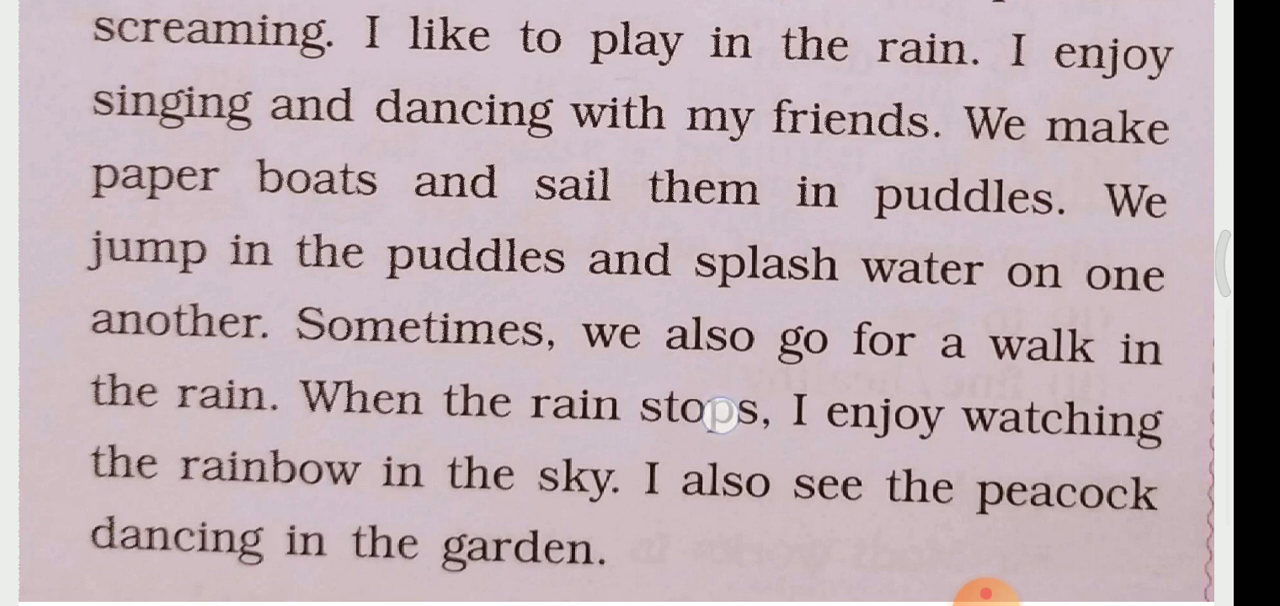 screaming. I like to play in the rain. I enjoy
singing and dancing with my friends. We make
paper boats and sail them in puddles. We
jump in the puddles and splash water on one
another. Sometimes, we also go for a walk in
the rain. When the rain stops, I enjoy watching
the rainbow in the sky. I also see the peacock
dancing in the garden.